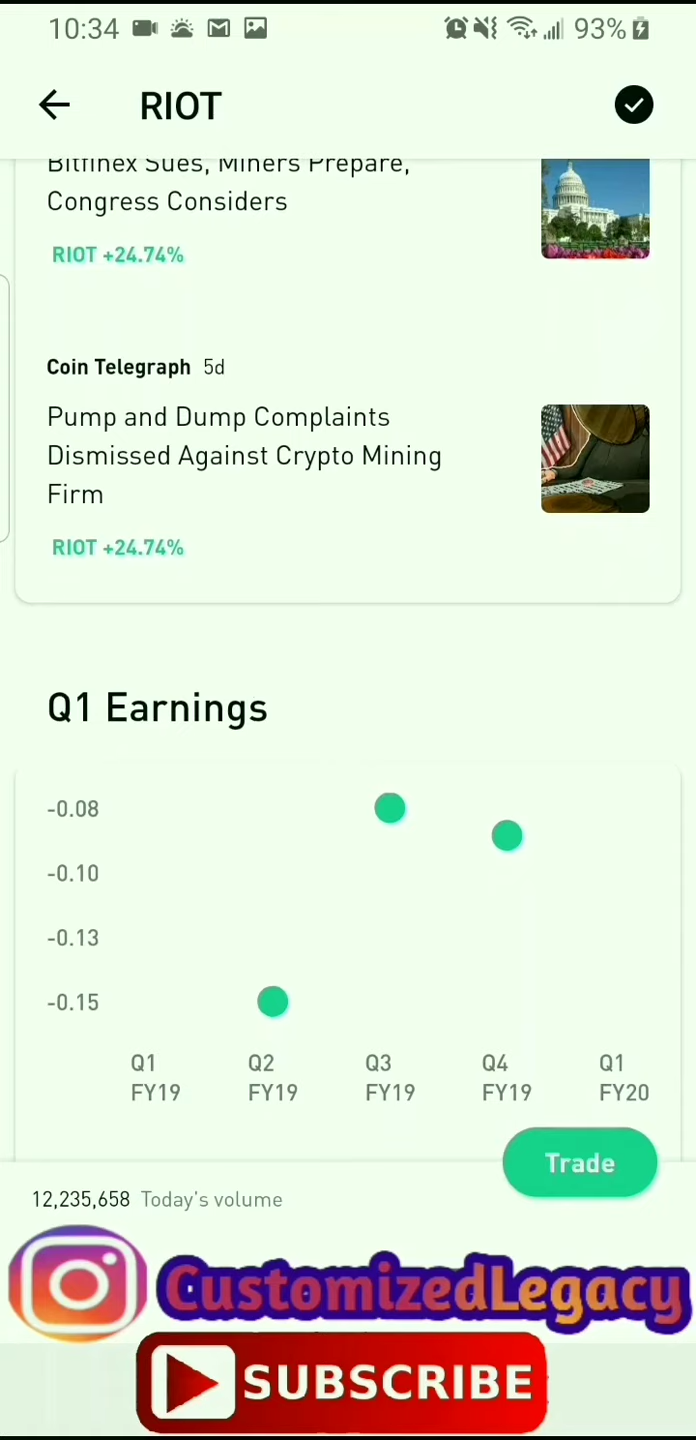 10:34
93%
RIOT
Bitfinex Sues, Miners Prepare,
Congress Considers
RIOT +24.74%
Coin Telegraph 5d
Pump and Dump Complaints
Dismissed Against Crypto Mining
Firm
RIOT +24.74%
Q1 Earnings
-0.08
-0.10
-0.13
-0.15
Q1 Q2 Q3 Q4 Q1
FY19 FY19 FY19 FY19 FY20
Trade
12,235,658 Today's volume
CustomizedLegacy
SUBSCRIBE